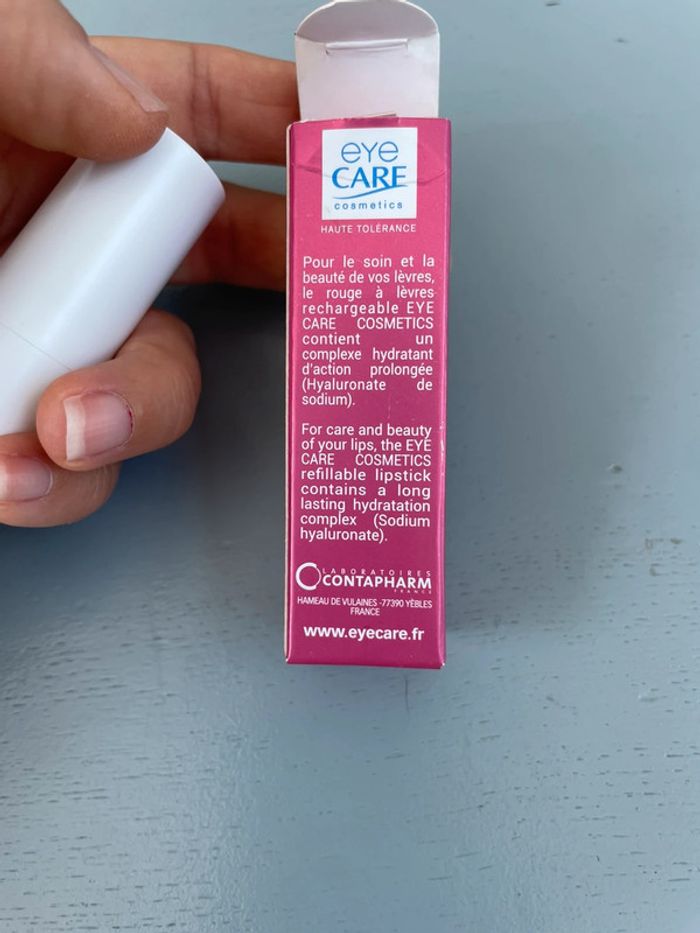 eye
CARE
cosmetics
HAUTE TOLÉRANCE
Pour le soin et la
beauté de vos lèvres,
le rouge à lèvres
rechargeable EYE
CARE COSMETICS
contient un
complexe hydratant
d'action prolongée
(Hyaluronate de
sodium).
For care and beauty
of your lips, the EYE
CARE COSMETICS
refillable lipstick
contains a long
lasting hydratation
complex (Sodium
hyaluronate).
LABORATOIRES
CONTAPHARM
FRANCE
HAMEAU DE VULAINES -77390 YÈBLES
FRANCE
www.eyecare.fr